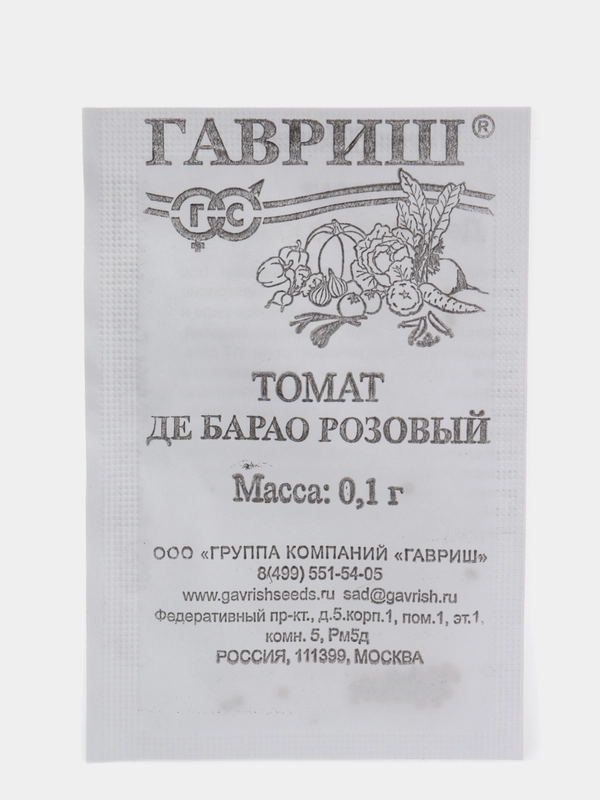 ГАВРИШ®
Г С
ТОМАТ
ДЕ БАРАО РОЗОВЫЙ
Масса: 0,1 г
ООО «ГРУППА КОМПАНИЙ «ГАВРИШ»
8(499) 551-54-05
www.gavrishseeds.ru sad@gavrish.ru
Федеративный пр-кт., д.5.корп.1, пом.1, эт.1,
комн. 5, Рм5д
РОССИЯ, 111399, МОСКВА